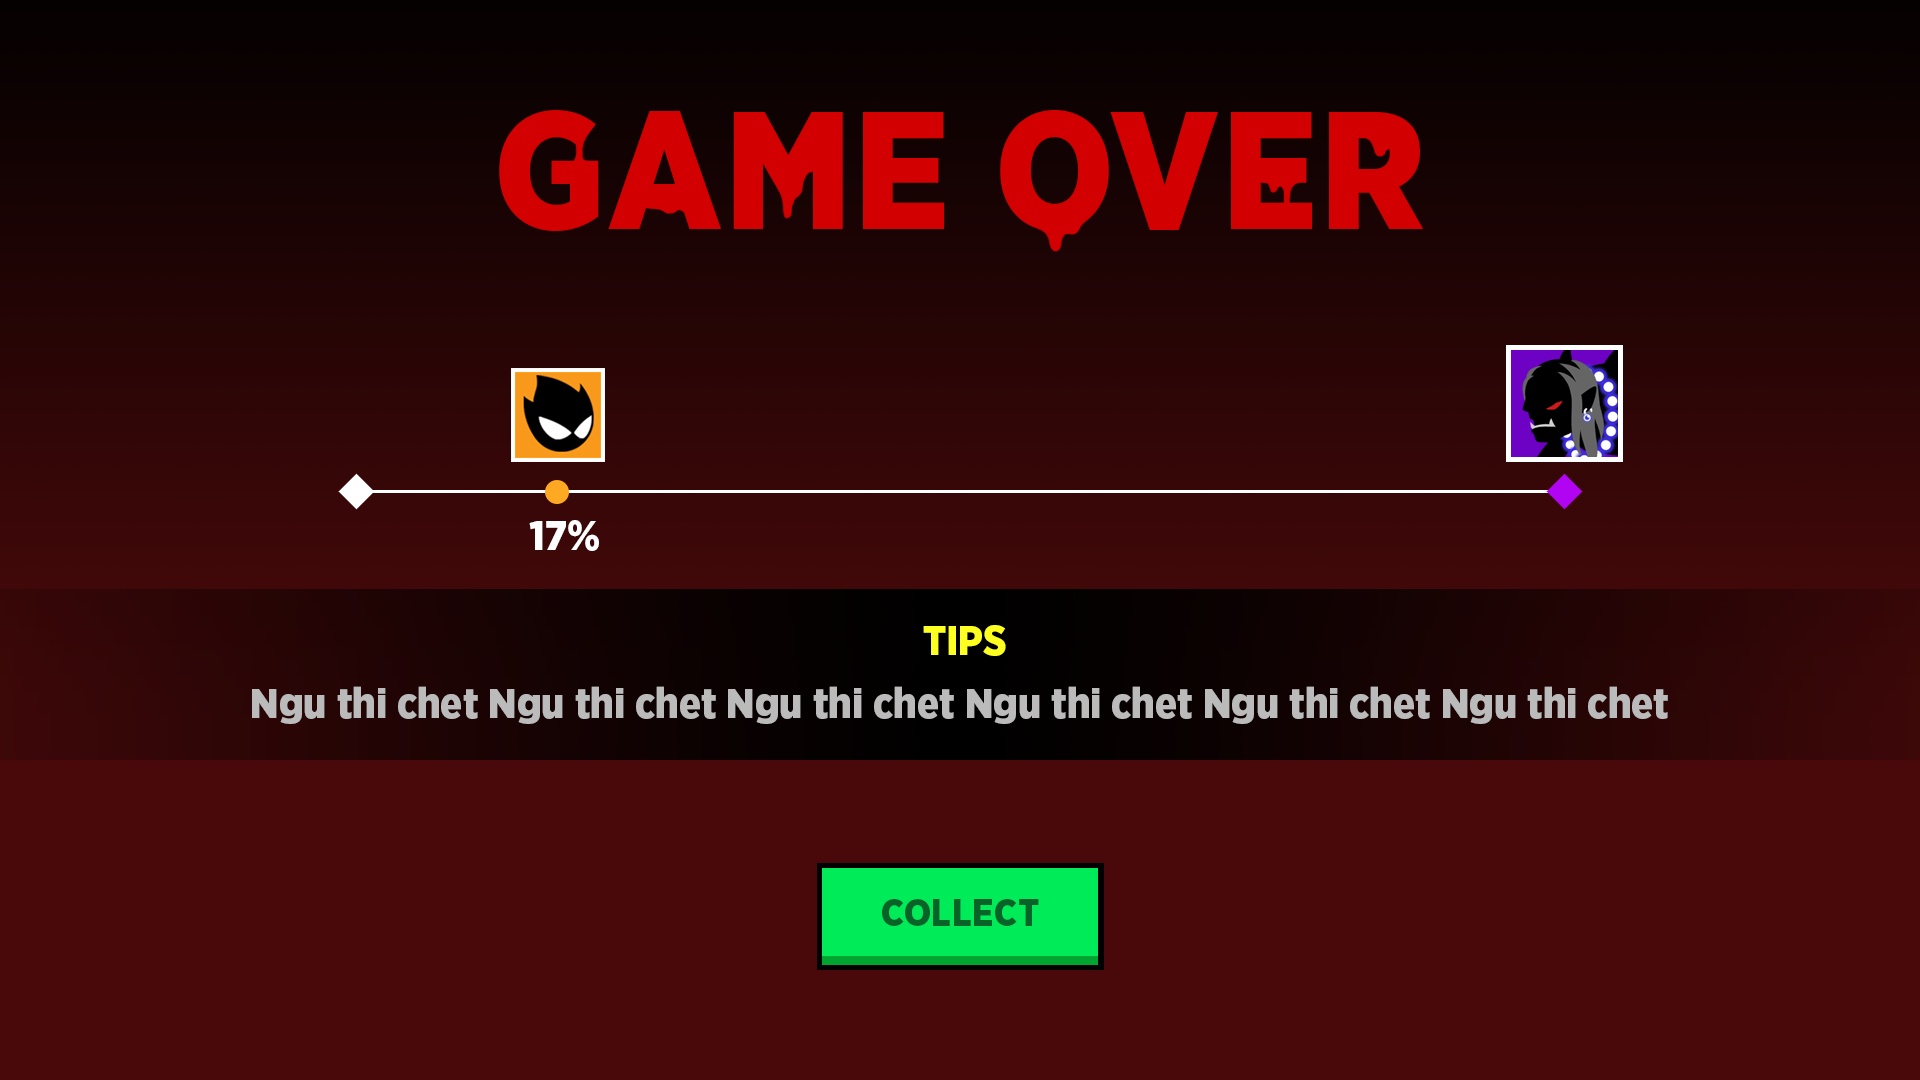 GAME OVER
17%
TIPS
Ngu thi chet Ngu thi chet Ngu thi chet Ngu thi chet Ngu thi chet Ngu thi chet
COLLECT